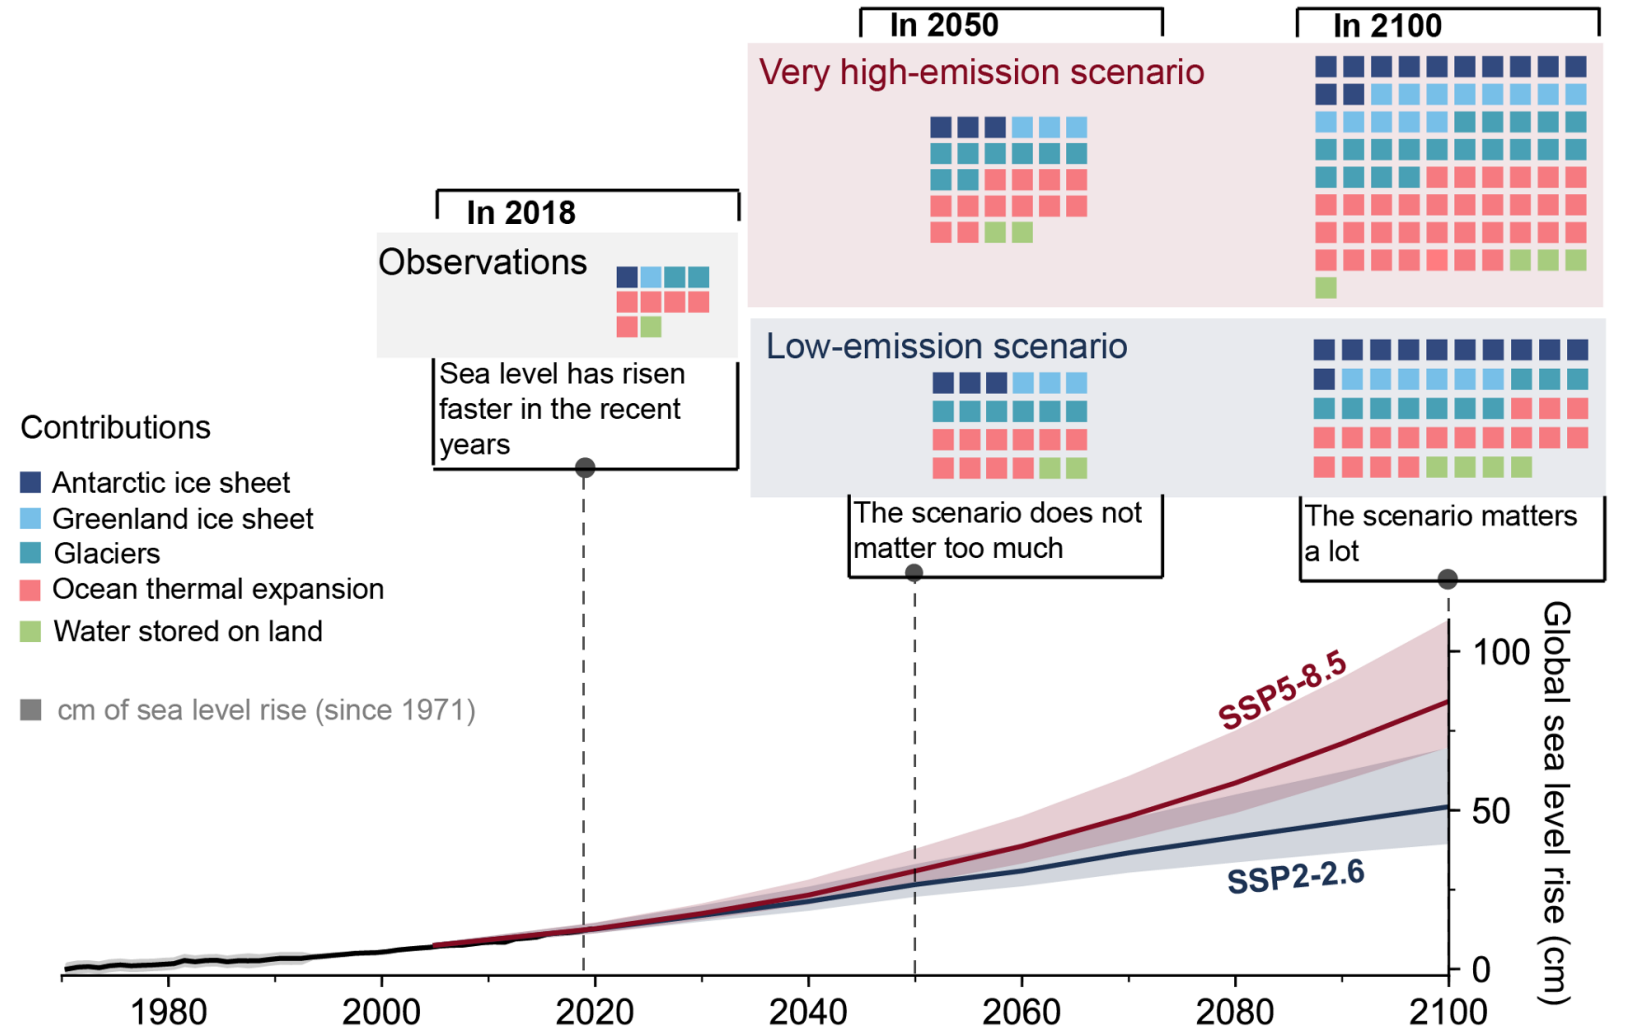 In 2050
In 2100
Very high-emission scenario
In 2018
Observations
Low-emission scenario
Sea level has risen
faster in the recent
years
Contributions
Antarctic ice sheet
Greenland ice sheet
Glaciers
Ocean thermal expansion
Water stored on land
cm of sea level rise (since 1971)
The scenario does not
matter too much
The scenario matters
a lot
SSP5-8.5
SSP2-2.6
100
50
0
Global sea level rise (cm)
1980
2000
2020
2040
2060
2080
2100